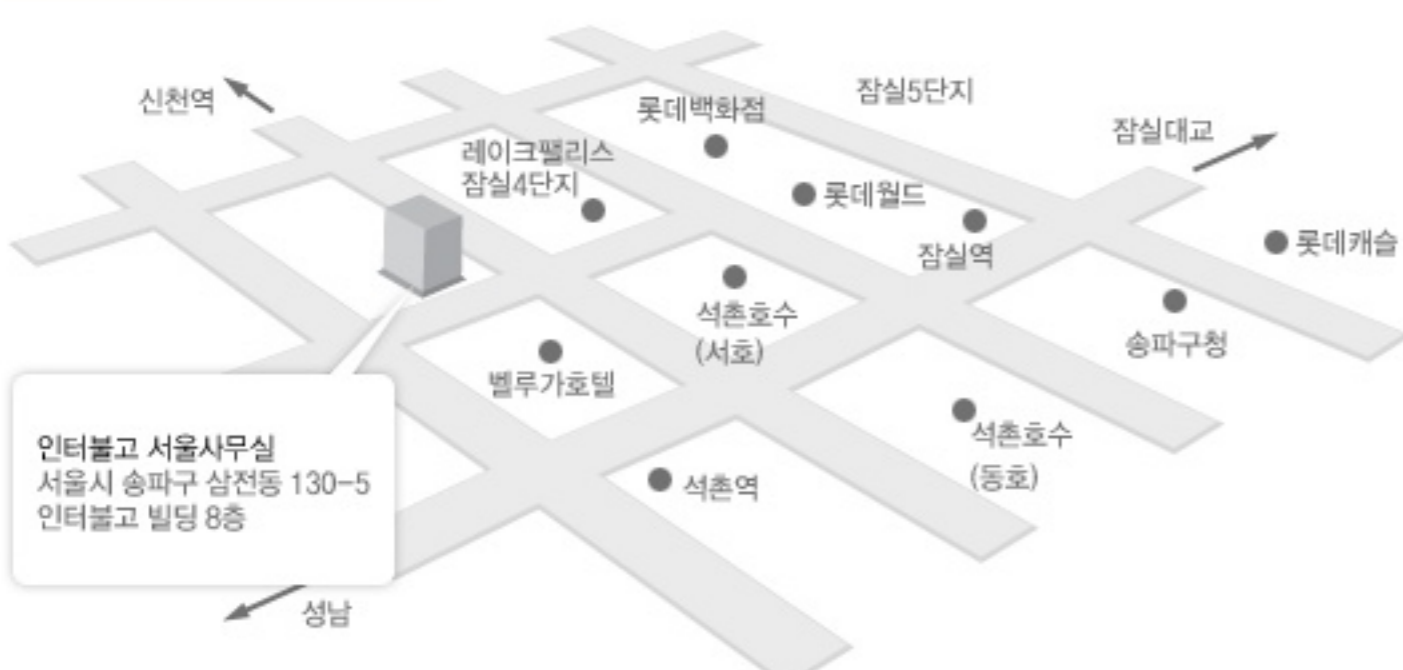 신천역
롯데백화점
잠실5단지
잠실대교
레이크팰리스
잠실4단지
롯데월드
잠실역
롯데캐슬
석촌호수
(서호)
송파구청
벨루가호텔
인터불고 서울사무실
서울시 송파구 삼전동 130-5
인터불고 빌딩 8층
석촌역
석촌호수
(동호)
성남